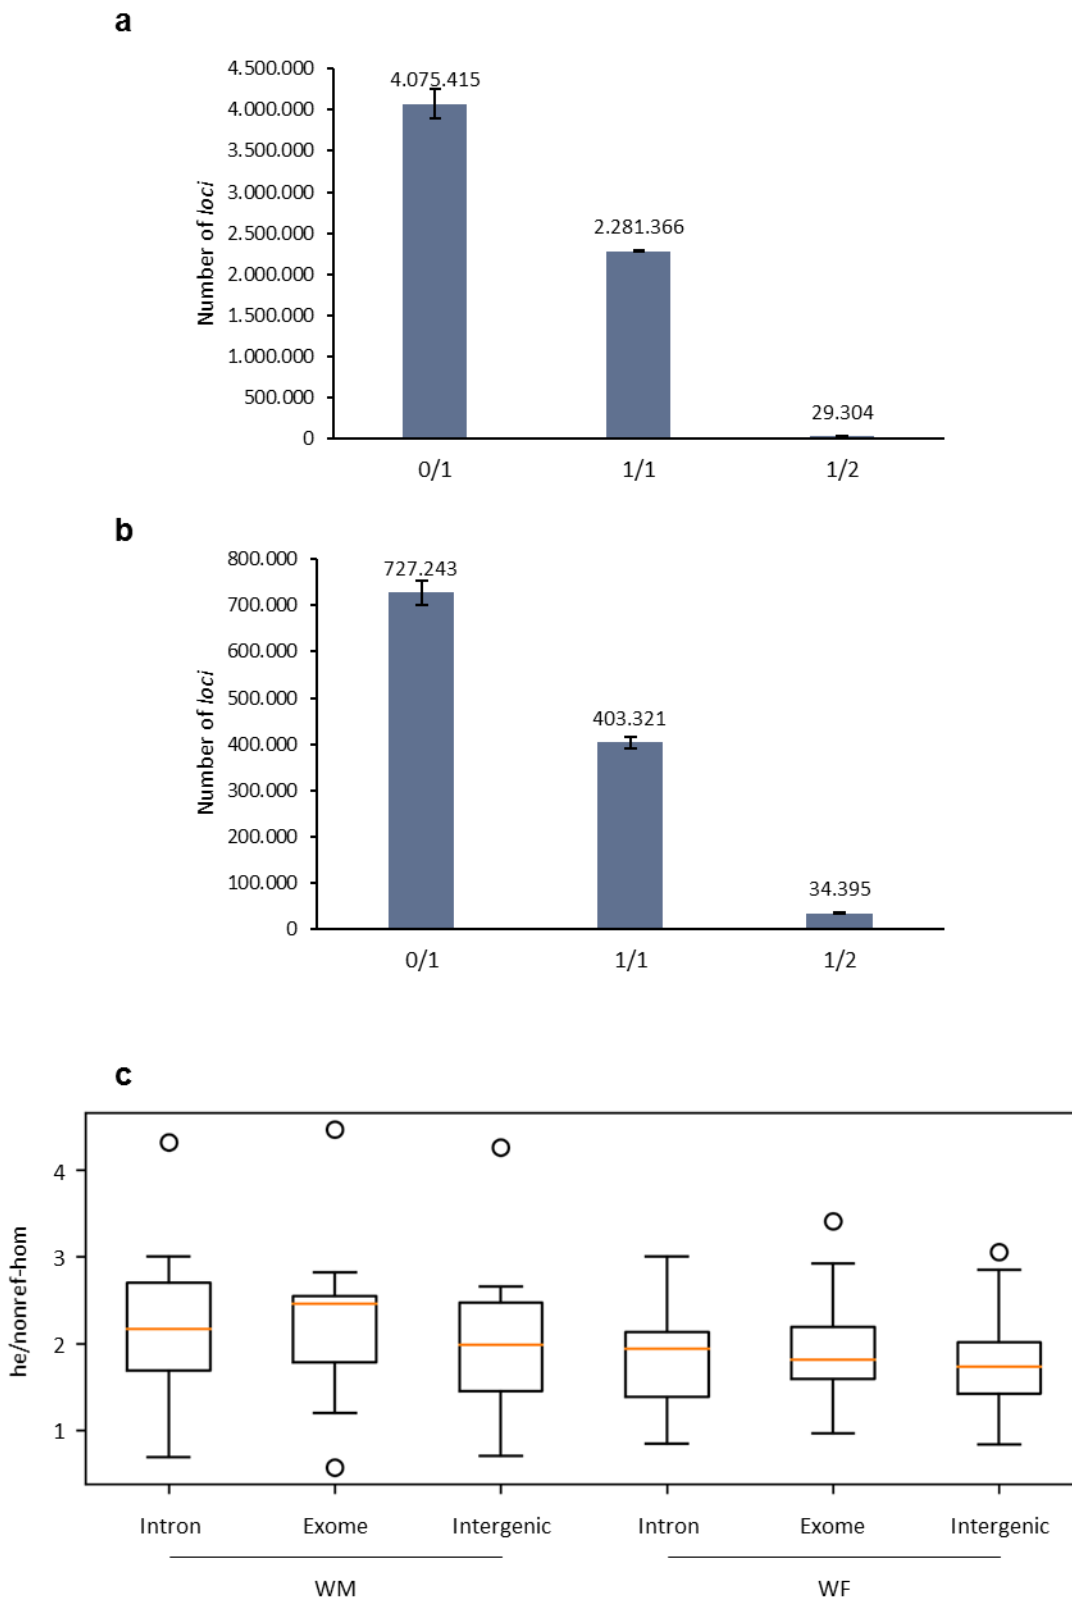 a
Number of loci
4.500.000
4.000.000
3.500.000
3.000.000
2.500.000
2.000.000
1.500.000
1.000.000
500.000
0
4.075.415
2.281.366
29.304
0/1 1/1 1/2
b
Number of loci
800.000
700.000
600.000
500.000
400.000
300.000
200.000
100.000
0
727.243
403.321
34.395
0/1 1/1 1/2
c
he/nonref-hom
4
3
2
1
Intron Exome Intergenic Intron Exome Intergenic
WM WF